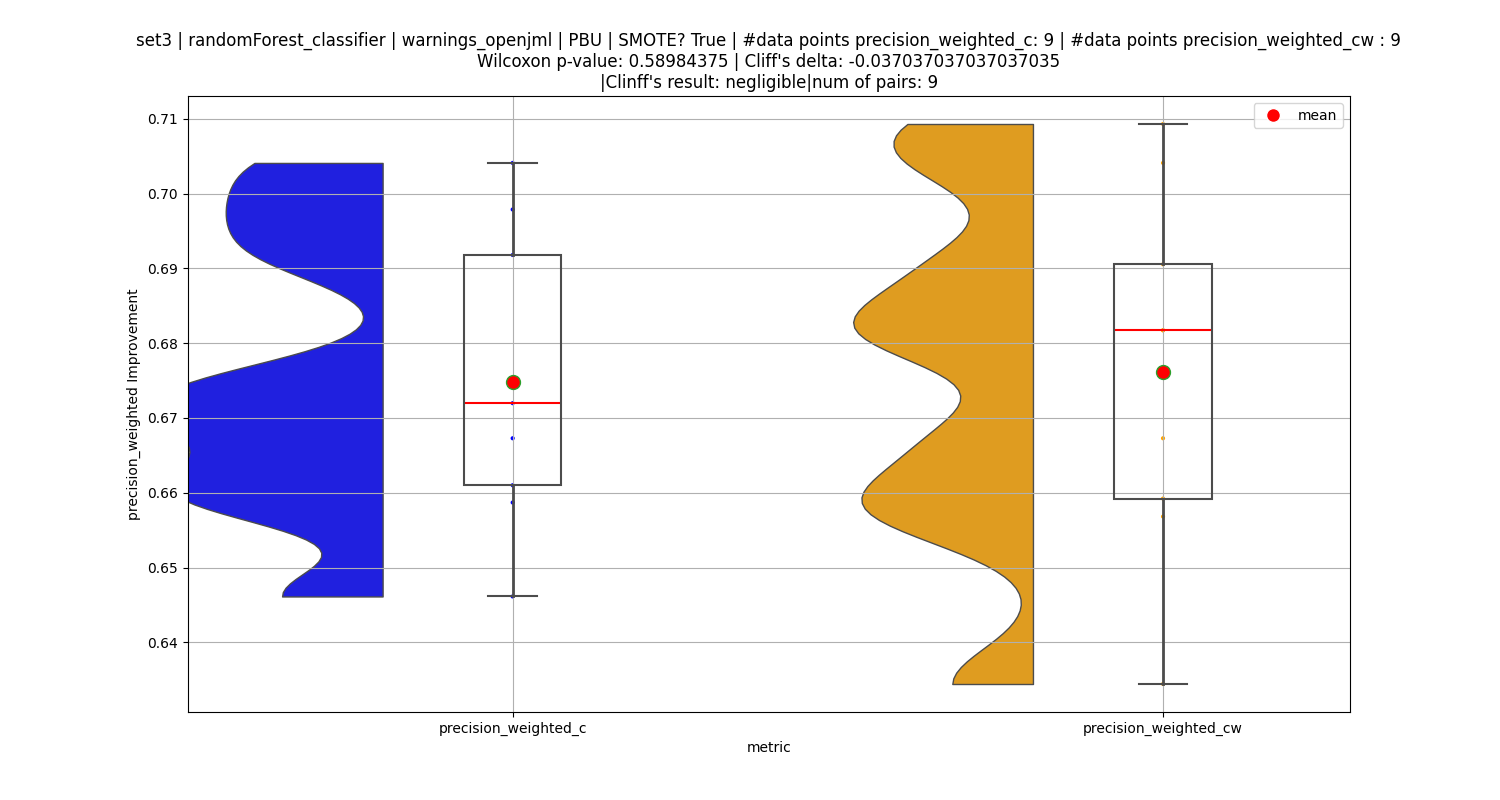 set3 | randomForest_classifier | warnings_openjml | PBU | SMOTE? True | #data points precision_weighted_c: 9 | #data points precision_weighted_cw : 9
Wilcoxon p-value: 0.58984375 | Cliff's delta: -0.037037037037037035
|Clinff's result: negligible|num of pairs: 9
mean
0.71
0.70
0.69
0.68
0.67
0.66
0.65
0.64
precision_weighted Improvement
precision_weighted_c
precision_weighted_cw
metric